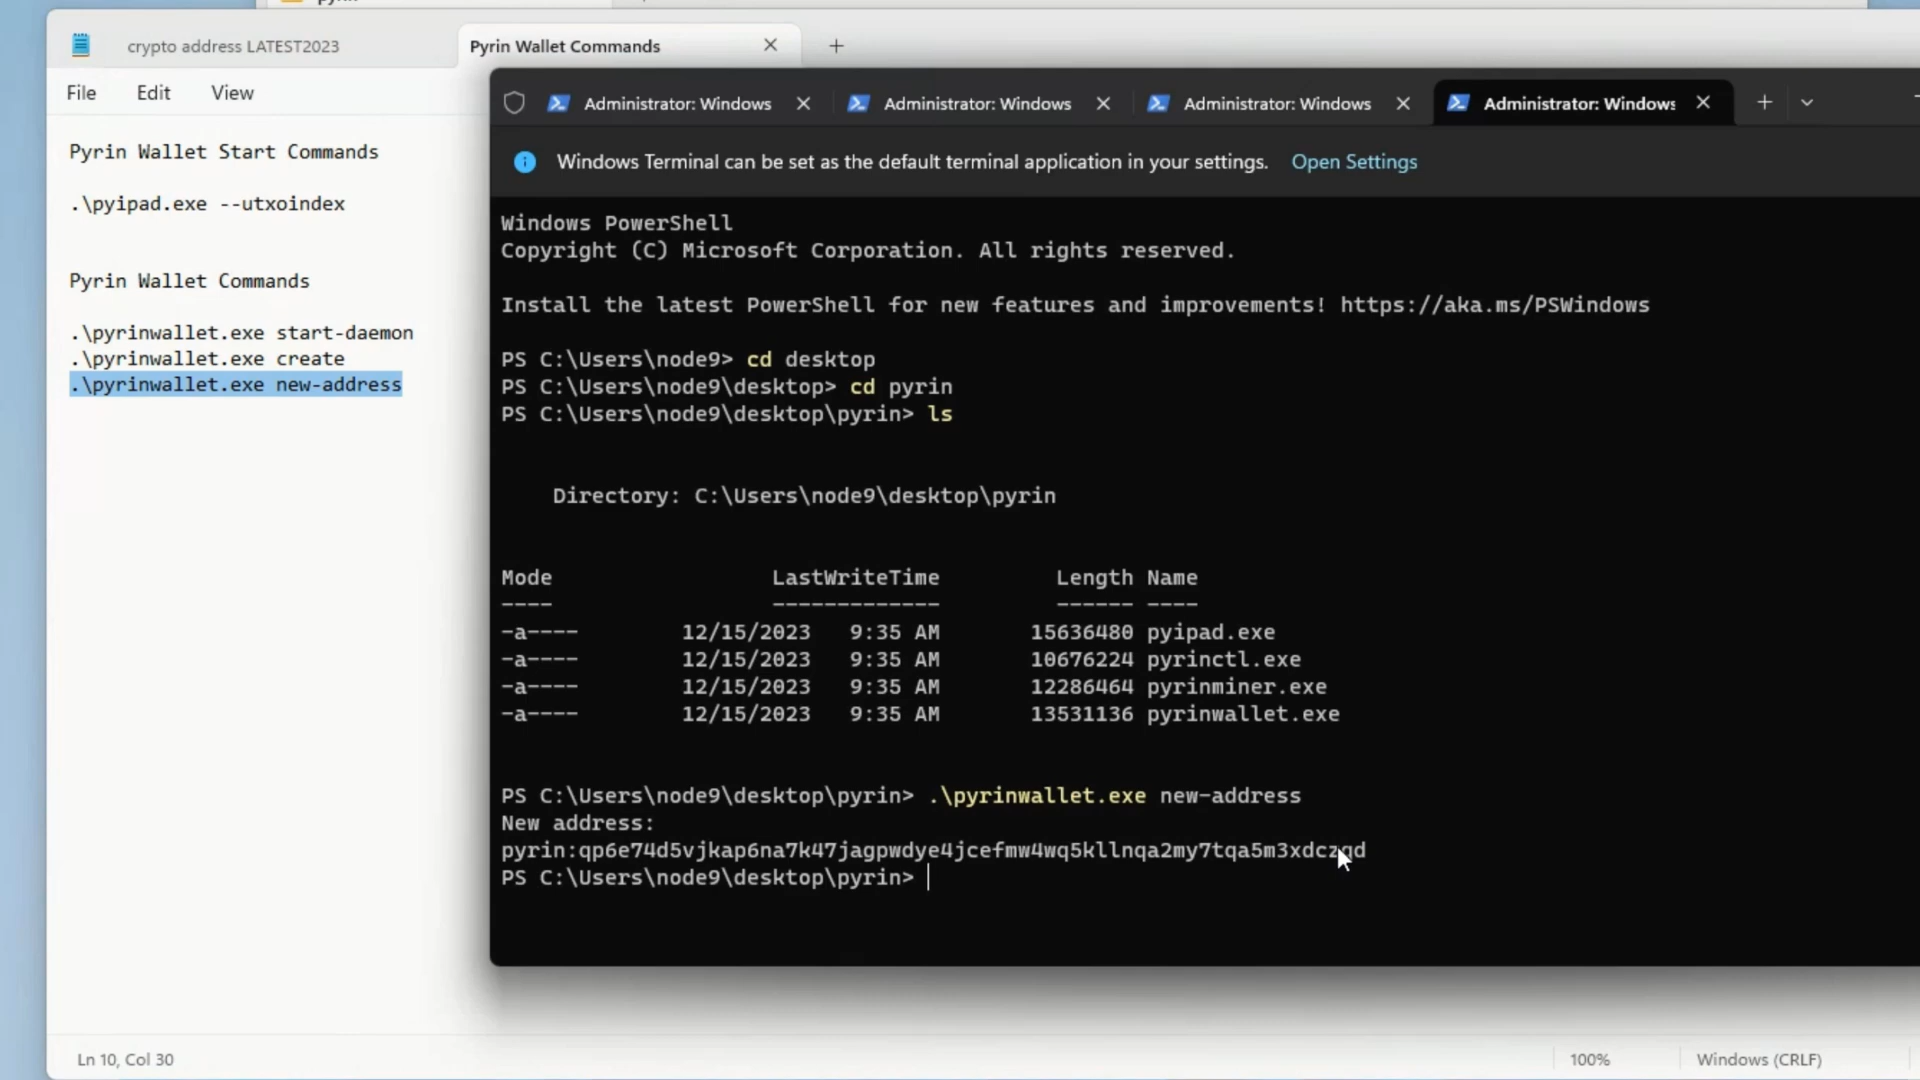 crypto address LATEST2023
Pyrin Wallet Commands
File Edit View
Pyrin Wallet Start Commands
.\pyipad.exe --utxoindex
Pyrin Wallet Commands
.\pyrinwallet.exe start-daemon
.\pyrinwallet.exe create
.\pyrinwallet.exe new-address
Administrator: Windows Administrator: Windows Administrator: Windows Administrator: Windows
Windows Terminal can be set as the default terminal application in your settings. Open Settings
Windows PowerShell
Copyright (C) Microsoft Corporation. All rights reserved.
Install the latest PowerShell for new features and improvements! https://aka.ms/PSWindows
PS C:\Users\node9> cd desktop
PS C:\Users\node9\desktop> cd pyrin
PS C:\Users\node9\desktop\pyrin> ls
Directory: C:\Users\node9\desktop\pyrin
Mode LastWriteTime Length Name
---- ------------- ------ ----
-a---- 12/15/2023 9:35 AM 15636480 pyipad.exe
-a---- 12/15/2023 9:35 AM 10676224 pyrinctl.exe
-a---- 12/15/2023 9:35 AM 12286464 pyrinminer.exe
-a---- 12/15/2023 9:35 AM 13531136 pyrinwallet.exe
PS C:\Users\node9\desktop\pyrin> .\pyrinwallet.exe new-address
New address:
pyrin:qp6e74d5vjkap6na7k47jagpwdye4jcefmw4wq5kllnqa2my7tqa5m3xdczqd
PS C:\Users\node9\desktop\pyrin>
Ln 10, Col 30
100%
Windows (CRLF)